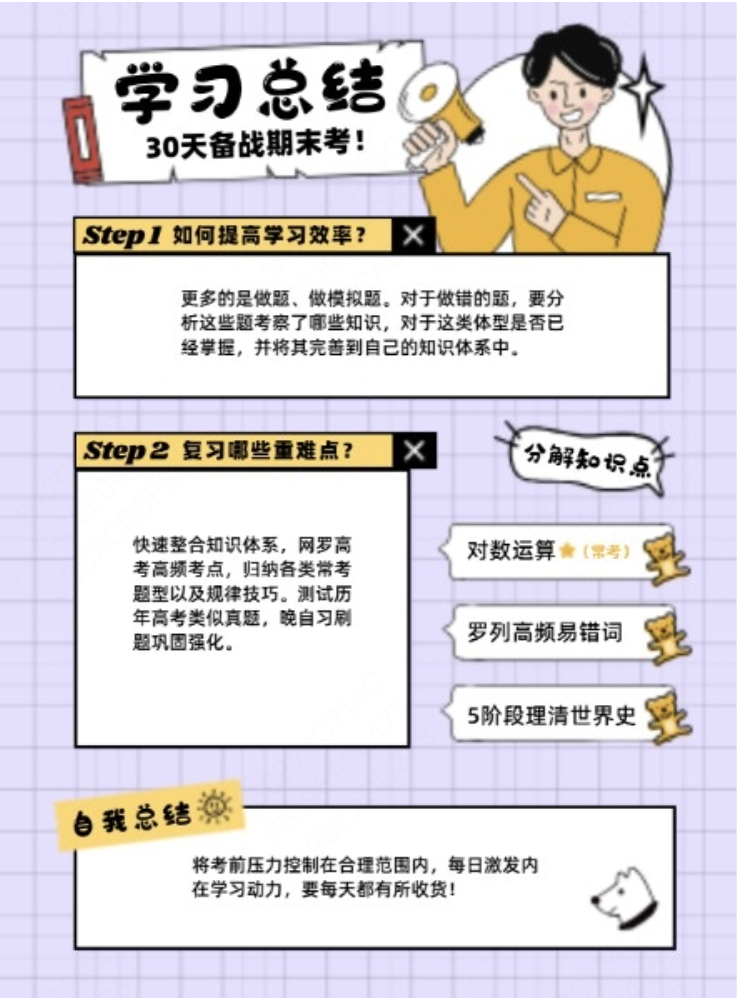 学习总结
30天备战期末考！
Step 1 如何提高学习效率？
更多的是做题、做模拟题。对于做错的题，要分
析这些题考察了哪些知识，对于这类体型是否已
经掌握，并将其完善到自己的知识体系中。
Step 2 复习哪些重难点？
快速整合知识体系，网罗高
考高频考点，归纳各类常考
题型以及规律技巧。测试历
年高考类似真题，晚自习刷
题巩固强化。
分解知识点
对数运算★（常考）
罗列高频易错词
5阶段理清世界史
自我总结
将考前压力控制在合理范围内，每日激发内
在学习动力，要每天都有所收货！